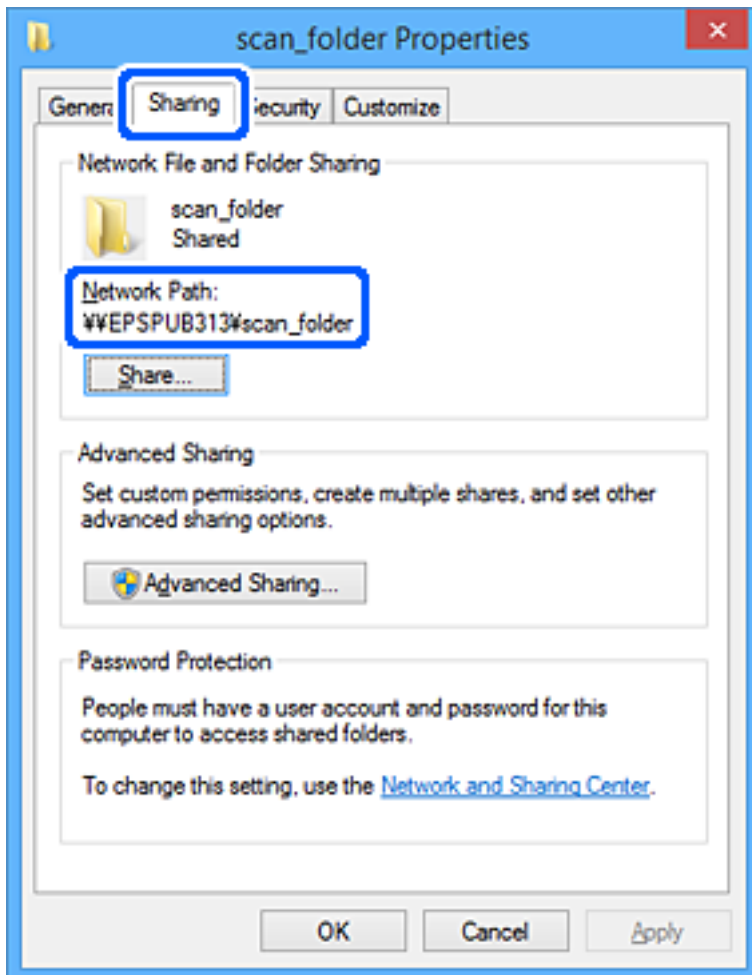 scan_folder Properties
General Sharing Security Customize
Network File and Folder Sharing
scan_folder
Shared
Network Path:
¥¥EPSPUB313¥scan_folder
Share...
Advanced Sharing
Set custom permissions, create multiple shares, and set other
advanced sharing options.
Advanced Sharing...
Password Protection
People must have a user account and password for this
computer to access shared folders.
To change this setting, use the Network and Sharing Center.
OK Cancel Apply